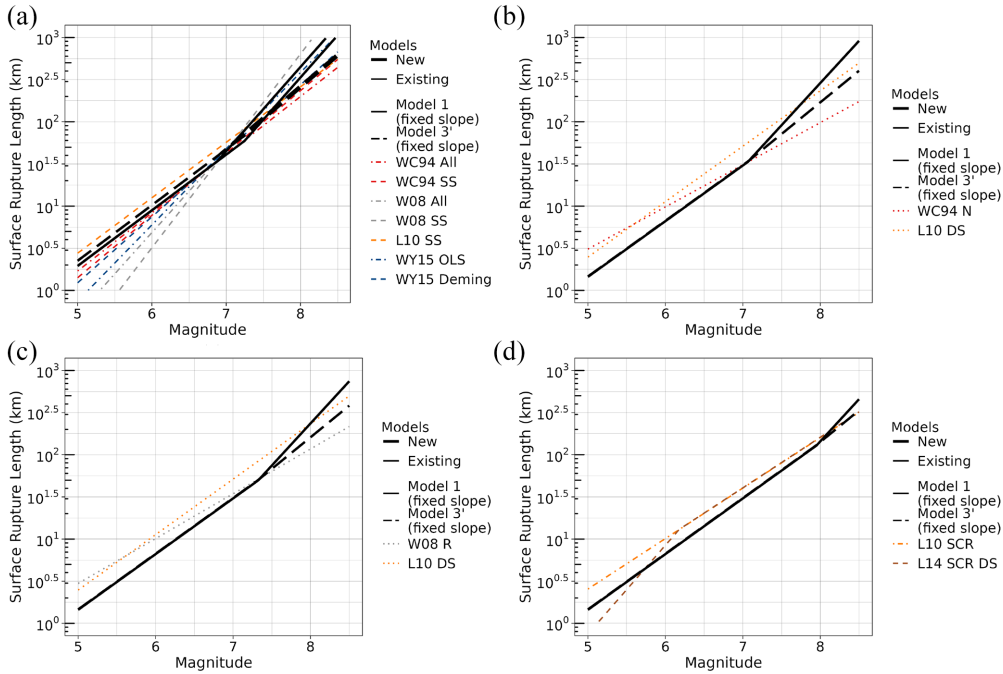 (a)
Surface Rupture Length (km)
10³
10^2.5
10²
10^1.5
10¹
10^0.5
10⁰
5 6 7 8
Magnitude
Models
New
Existing
Model 1
(fixed slope)
Model 3'
(fixed slope)
WC94 All
WC94 SS
W08 All
W08 SS
L10 SS
WY15 OLS
WY15 Deming
(b)
Surface Rupture Length (km)
10³
10^2.5
10²
10^1.5
10¹
10^0.5
10⁰
5 6 7 8
Magnitude
Models
New
Existing
Model 1
(fixed slope)
Model 3'
(fixed slope)
WC94 N
L10 DS
(c)
Surface Rupture Length (km)
10³
10^2.5
10²
10^1.5
10¹
10^0.5
10⁰
5 6 7 8
Magnitude
Models
New
Existing
Model 1
(fixed slope)
Model 3'
(fixed slope)
W08 R
L10 DS
(d)
Surface Rupture Length (km)
10³
10^2.5
10²
10^1.5
10¹
10^0.5
10⁰
5 6 7 8
Magnitude
Models
New
Existing
Model 1
(fixed slope)
Model 3'
(fixed slope)
L10 SCR
L14 SCR DS